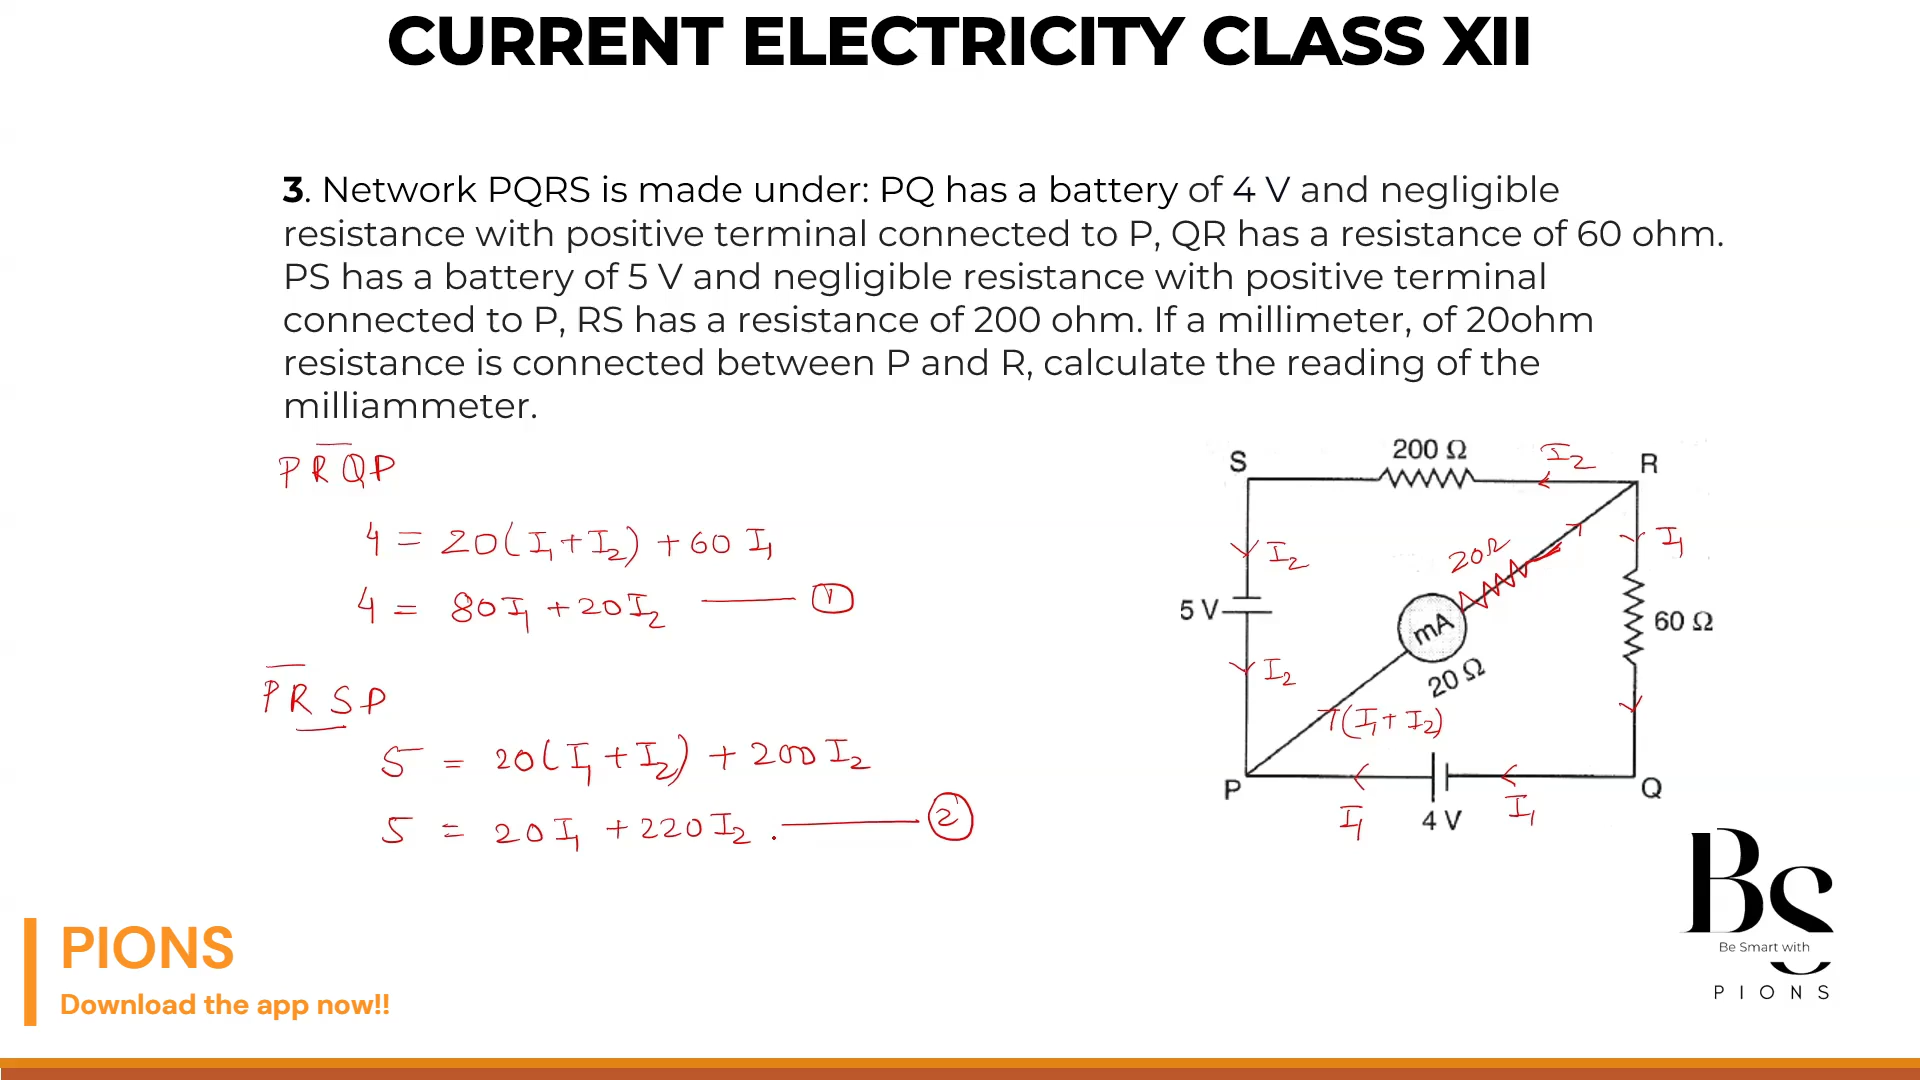 CURRENT ELECTRICITY CLASS XII
3. Network PQRS is made under: PQ has a battery of 4 V and negligible
resistance with positive terminal connected to P, QR has a resistance of 60 ohm.
PS has a battery of 5 V and negligible resistance with positive terminal
connected to P, RS has a resistance of 200 ohm. If a millimeter, of 20ohm
resistance is connected between P and R, calculate the reading of the
milliammeter.
PRQP
4 = 20(I₁+I₂) + 60 I₁
4 = 80I₁ + 20I₂ —— ①
PRSP
5 = 20(I₁+I₂) + 200I₂
5 = 20I₁ + 220I₂ . —— ②
200 Ω
I₂
S
R
I₁
20Ω
I₂
5 V
mA
60 Ω
I₂
20 Ω
(I₁+I₂)
P
Q
I₁
4 V
I₁
Bs
Be Smart with
PIONS
PIONS
Download the app now!!